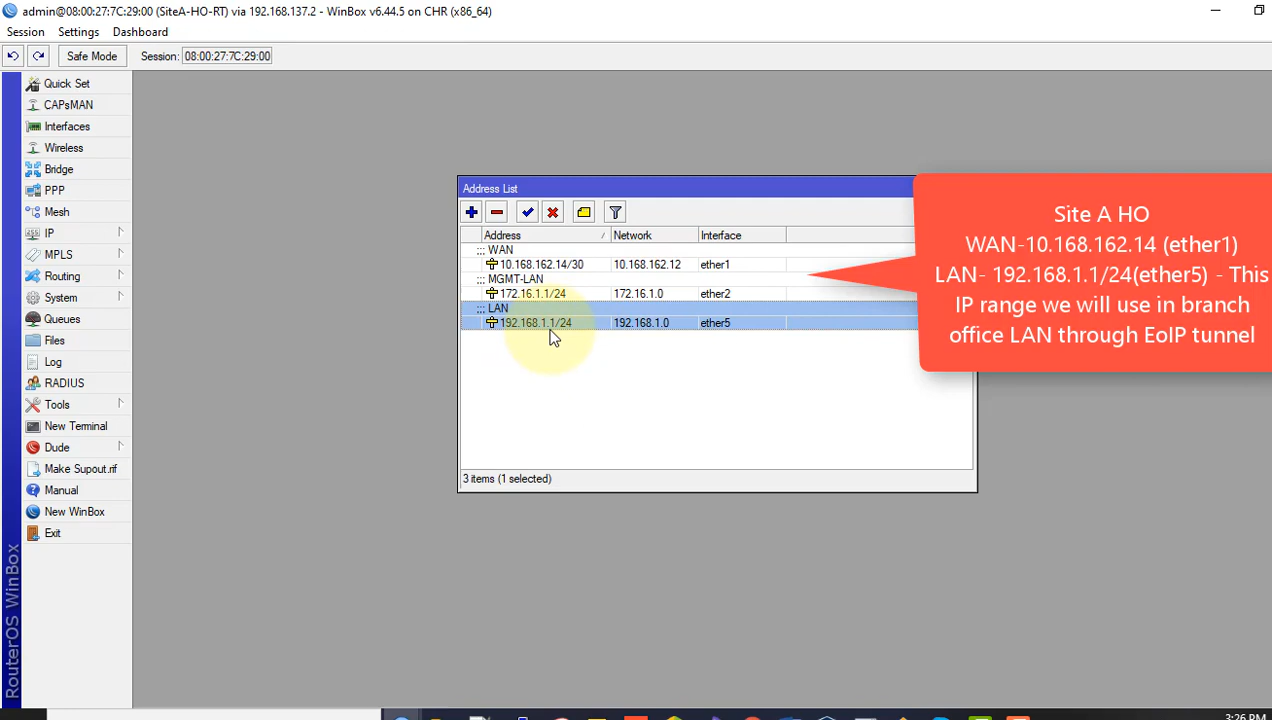 admin@08:00:27:7C:29:00 (SiteA-HO-RT) via 192.168.137.2 - WinBox v6.44.5 on CHR (x86_64)
Session Settings Dashboard
Safe Mode Session: 08:00:27:7C:29:00
Quick Set
CAPsMAN
Interfaces
Wireless
Bridge
PPP
Mesh
IP
MPLS
Routing
System
Queues
Files
Log
RADIUS
Tools
New Terminal
Dude
Make Supout.rif
Manual
New WinBox
Exit
RouterOS WinBox
Address List
Address / Network Interface
::: WAN
10.168.162.14/30 10.168.162.12 ether1
::: MGMT-LAN
172.16.1.1/24 172.16.1.0 ether2
::: LAN
192.168.1.1/24 192.168.1.0 ether5
3 items (1 selected)
Site A HO
WAN-10.168.162.14 (ether1)
LAN- 192.168.1.1/24(ether5) - This
IP range we will use in branch
office LAN through EoIP tunnel
3:26 PM